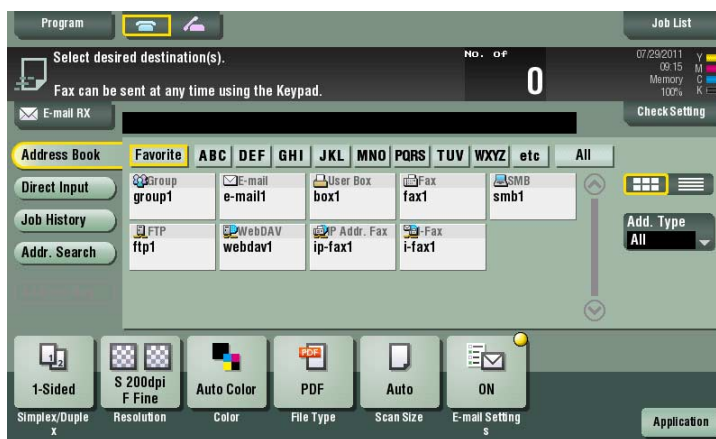 Program
Job List
Select desired destination(s).
Fax can be sent at any time using the Keypad.
No. of
0
07/29/2011
09:15
Memory
100%
Y
M
C
K
E-mail RX
Check Setting
Address Book
Favorite
ABC
DEF
GHI
JKL
MNO
PQRS
TUV
WXYZ
etc
All
Direct Input
Job History
Addr. Search
Group
group1
E-mail
e-mail1
User Box
box1
Fax
fax1
SMB
smb1
FTP
ftp1
WebDAV
webdav1
IP Addr. Fax
ip-fax1
I-Fax
i-fax1
Add. Type
All
1-Sided
Simplex/Duple
x
S 200dpi
F Fine
Resolution
Auto Color
Color
PDF
PDF
File Type
Auto
Scan Size
ON
E-mail Setting
s
Application